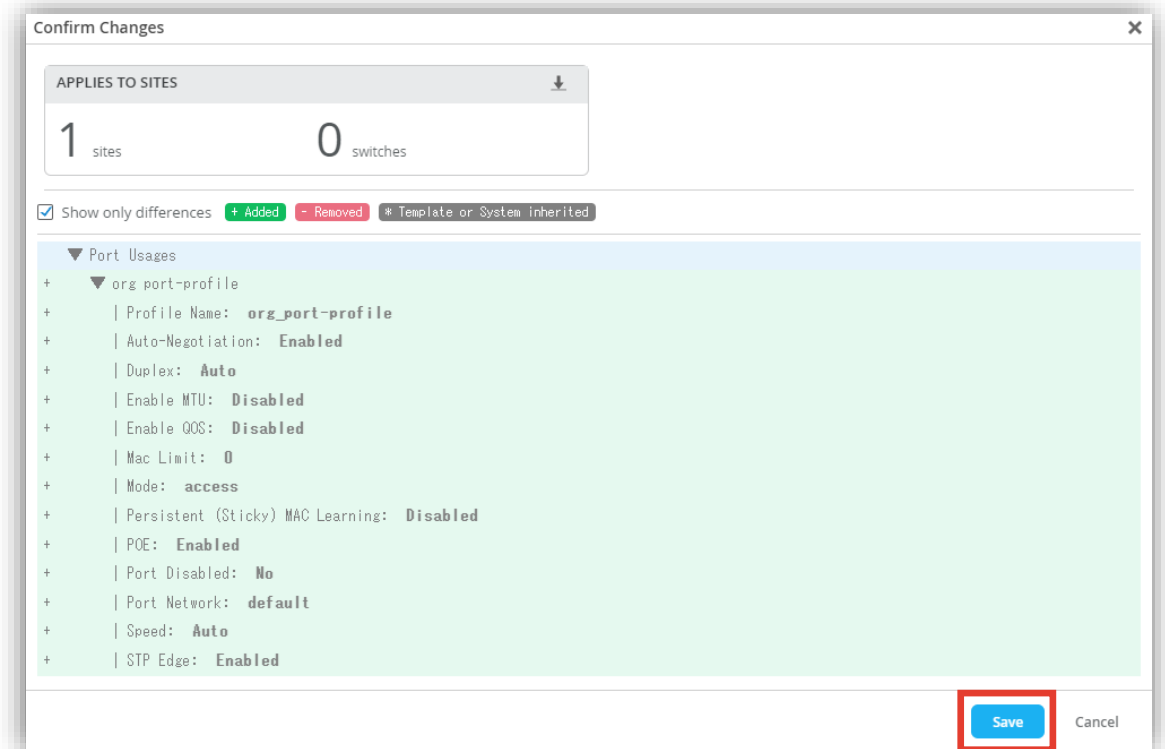 Confirm Changes
APPLIES TO SITES
1 sites 0 switches
Show only differences + Added - Removed * Template or System inherited
Port Usages
+ org port-profile
+ | Profile Name: org_port-profile
+ | Auto-Negotiation: Enabled
+ | Duplex: Auto
+ | Enable MTU: Disabled
+ | Enable QOS: Disabled
+ | Mac Limit: 0
+ | Mode: access
+ | Persistent (Sticky) MAC Learning: Disabled
+ | POE: Enabled
+ | Port Disabled: No
+ | Port Network: default
+ | Speed: Auto
+ | STP Edge: Enabled
Save Cancel